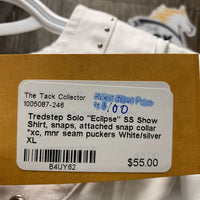 The Tack Collector
1005087-246
Tredstep Solo "Eclipse" SS Show
Shirt, snaps, attached snap collar
*xc, mnr seam puckers White/silver
XL
$55.00
B4UY62